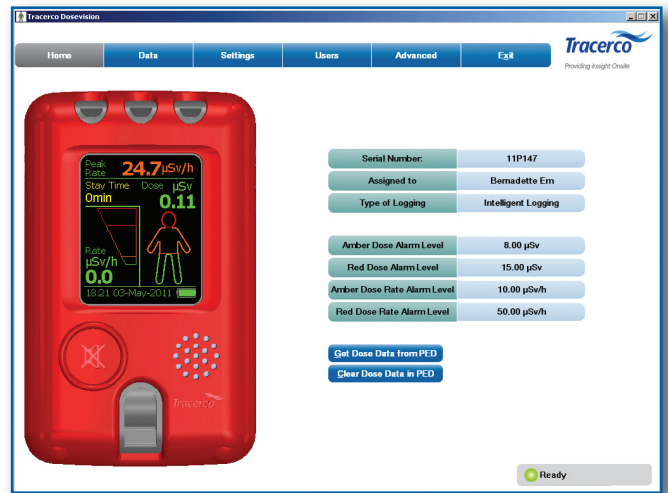 Tracerco Dosevision
Home Data Settings Users Advanced Exit
Tracerco
Providing Insight Onsite
Peak Rate 24.7 µSv/h
Stay Time Dose µSv
0min 0.11
Rate
µSv/h
0.0
18:21 03-May-2011
Tracerco
Serial Number: 11P147
Assigned to Bernadette Ern
Type of Logging Intelligent Logging
Amber Dose Alarm Level 8.00 µSv
Red Dose Alarm Level 15.00 µSv
Amber Dose Rate Alarm Level 10.00 µSv/h
Red Dose Rate Alarm Level 50.00 µSv/h
Get Dose Data from PED
Clear Dose Data in PED
Ready